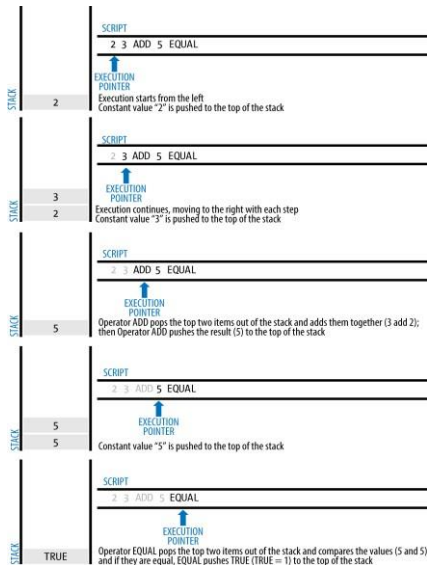 SCRIPT
2 3 ADD 5 EQUAL
EXECUTION
POINTER
STACK
2
Execution starts from the left
Constant value "2" is pushed to the top of the stack
SCRIPT
2 3 ADD 5 EQUAL
EXECUTION
POINTER
STACK
3
2
Execution continues, moving to the right with each step
Constant value "3" is pushed to the top of the stack
SCRIPT
2 3 ADD 5 EQUAL
EXECUTION
POINTER
STACK
5
Operator ADD pops the top two items out of the stack and adds them together (3 add 2);
then Operator ADD pushes the result (5) to the top of the stack
SCRIPT
2 3 ADD 5 EQUAL
EXECUTION
POINTER
STACK
5
5
Constant value "5" is pushed to the top of the stack
SCRIPT
2 3 ADD 5 EQUAL
EXECUTION
POINTER
STACK
TRUE
Operator EQUAL pops the top two items out of the stack and compares the values (5 and 5)
and if they are equal, EQUAL pushes TRUE (TRUE = 1) to the top of the stack